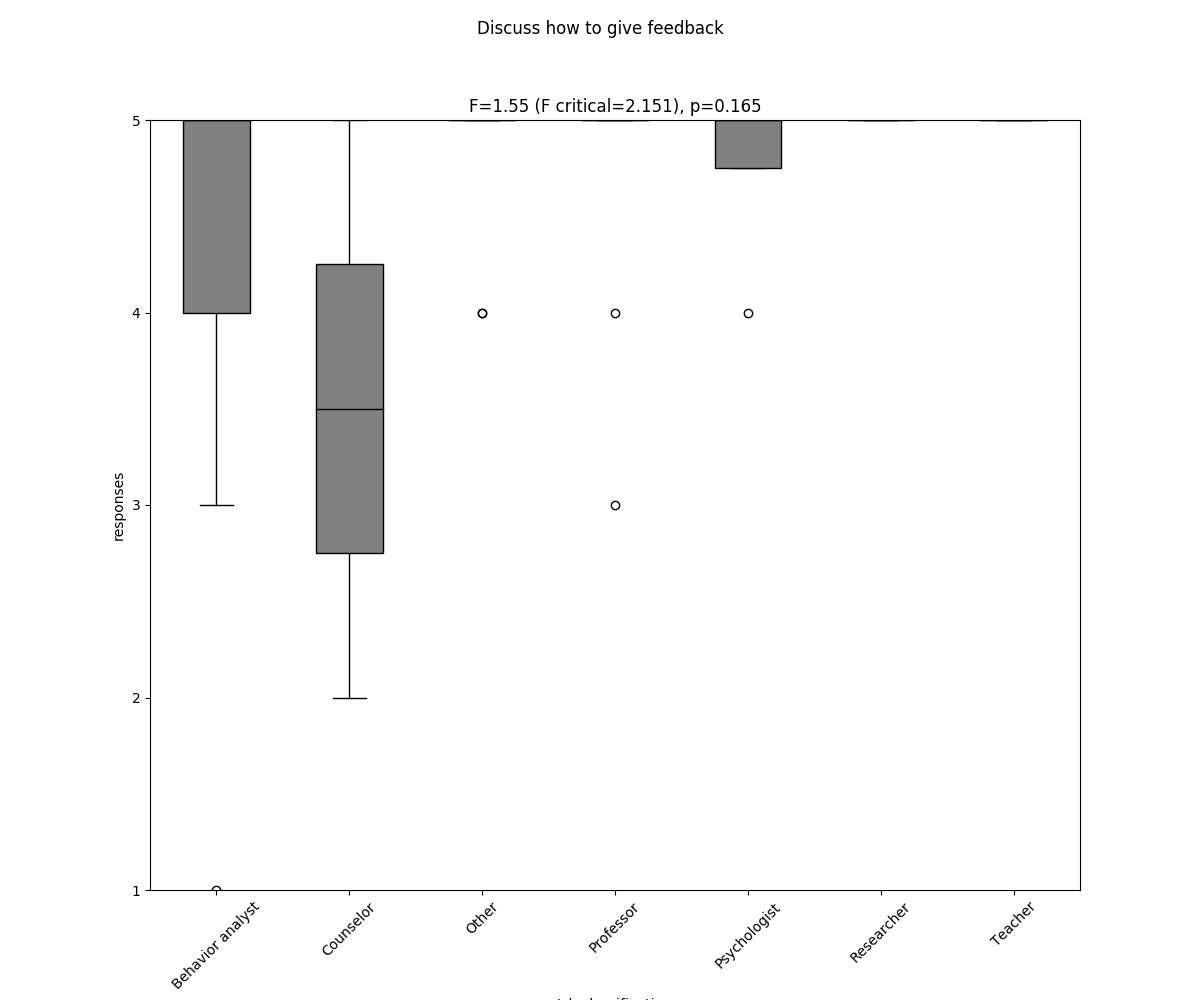 Discuss how to give feedback
F=1.55 (F critical=2.151), p=0.165
5
4
3
2
1
responses
Behavior analyst
Counselor
Other
Professor
Psychologist
Researcher
Teacher